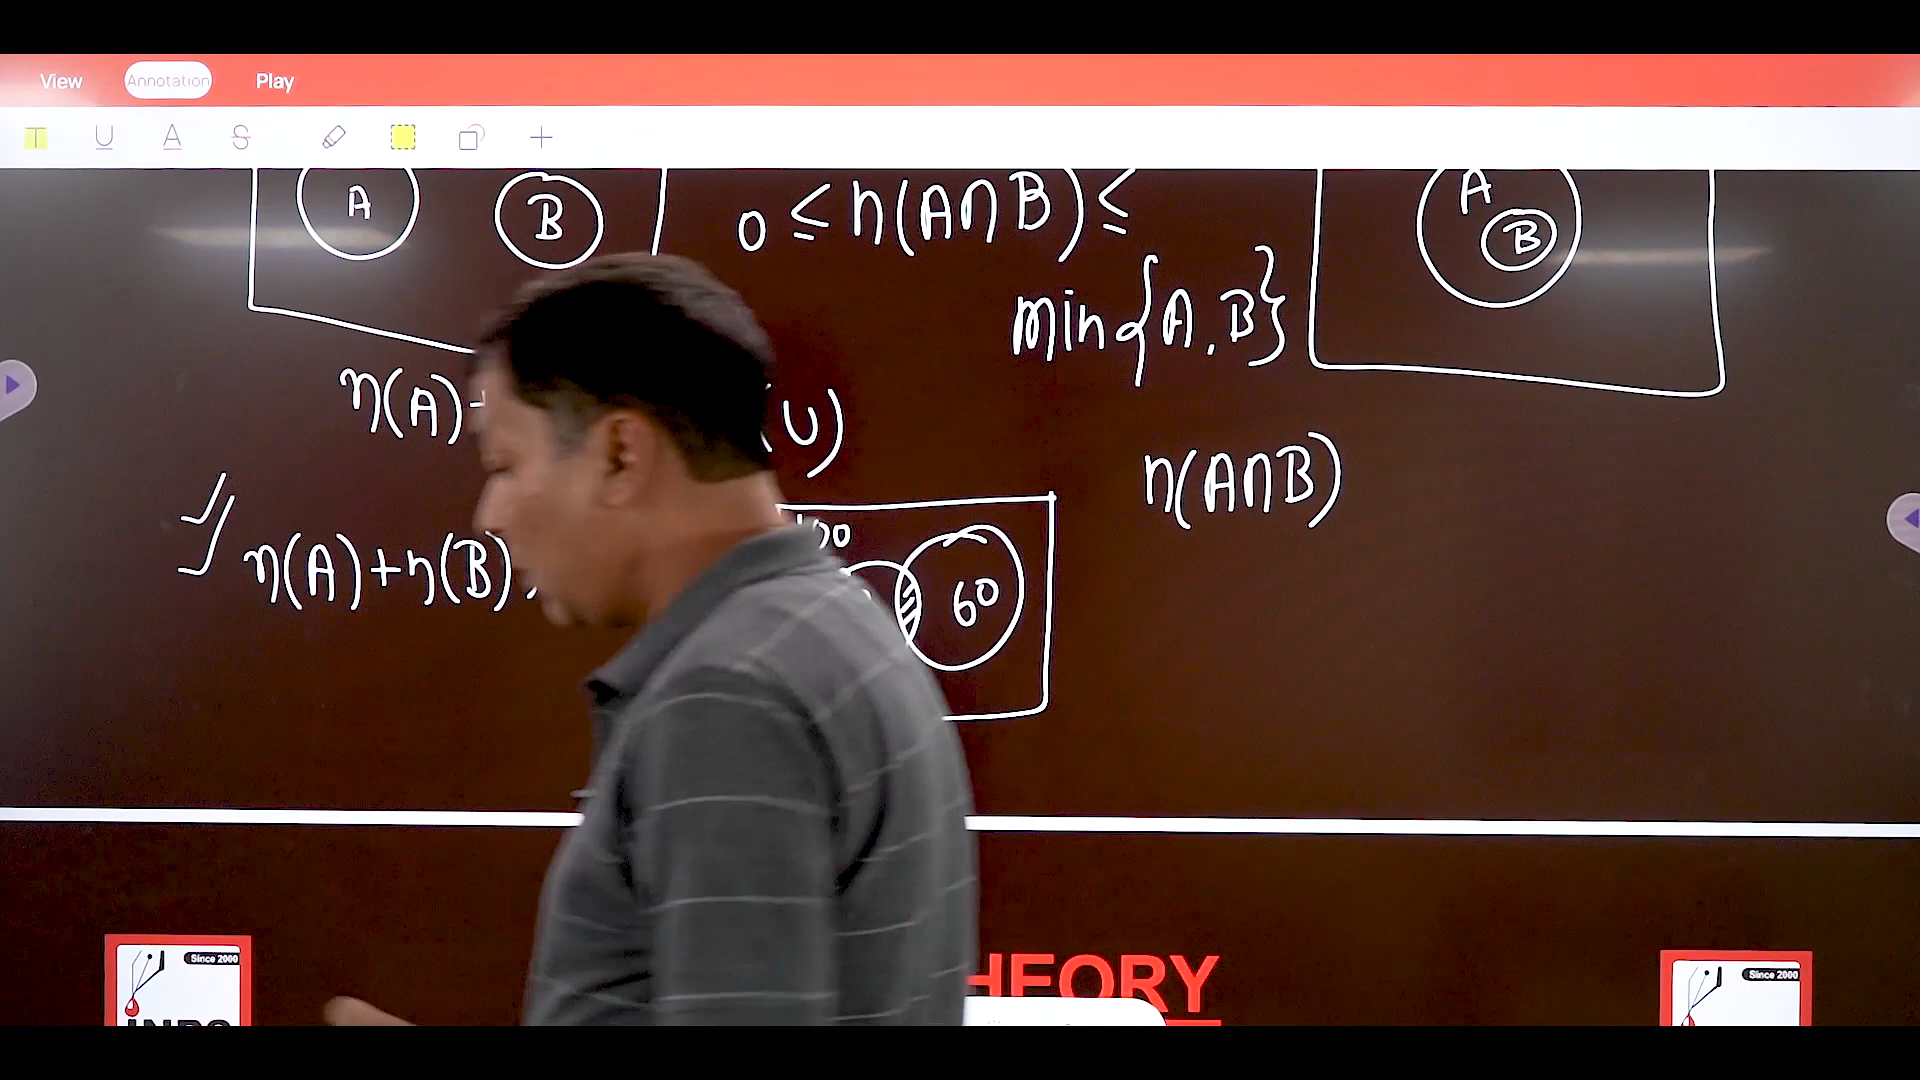 View Annotation Play
T U A S
A
B
0 ≤ η(A∩B) ≤
min{A, B}
A
B
η(A)
U)
η(A∩B)
η(A)+η(B)
60
Since 2000
HEORY
Since 2000